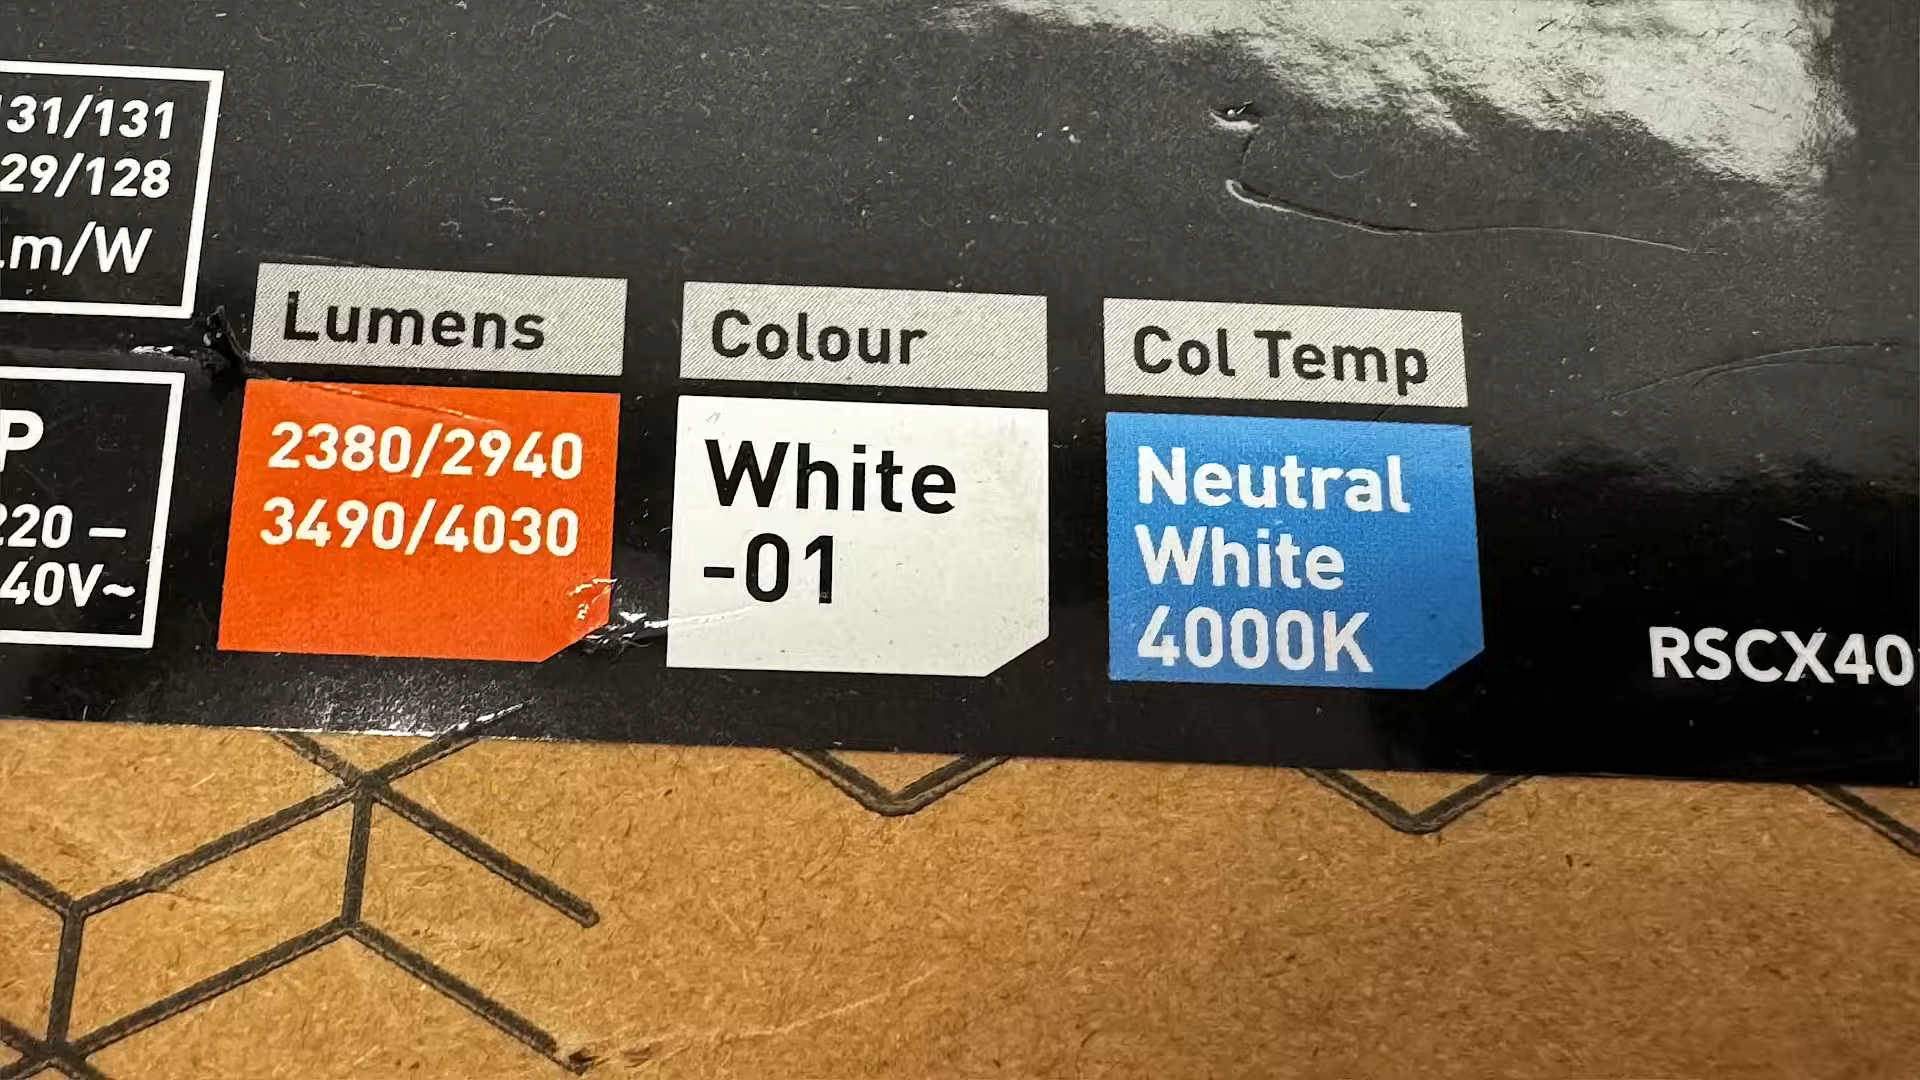 31/131
29/128
m/W
P
220 –
40V~
Lumens
2380/2940
3490/4030
Colour
White
-01
Col Temp
Neutral
White
4000K
RSCX40